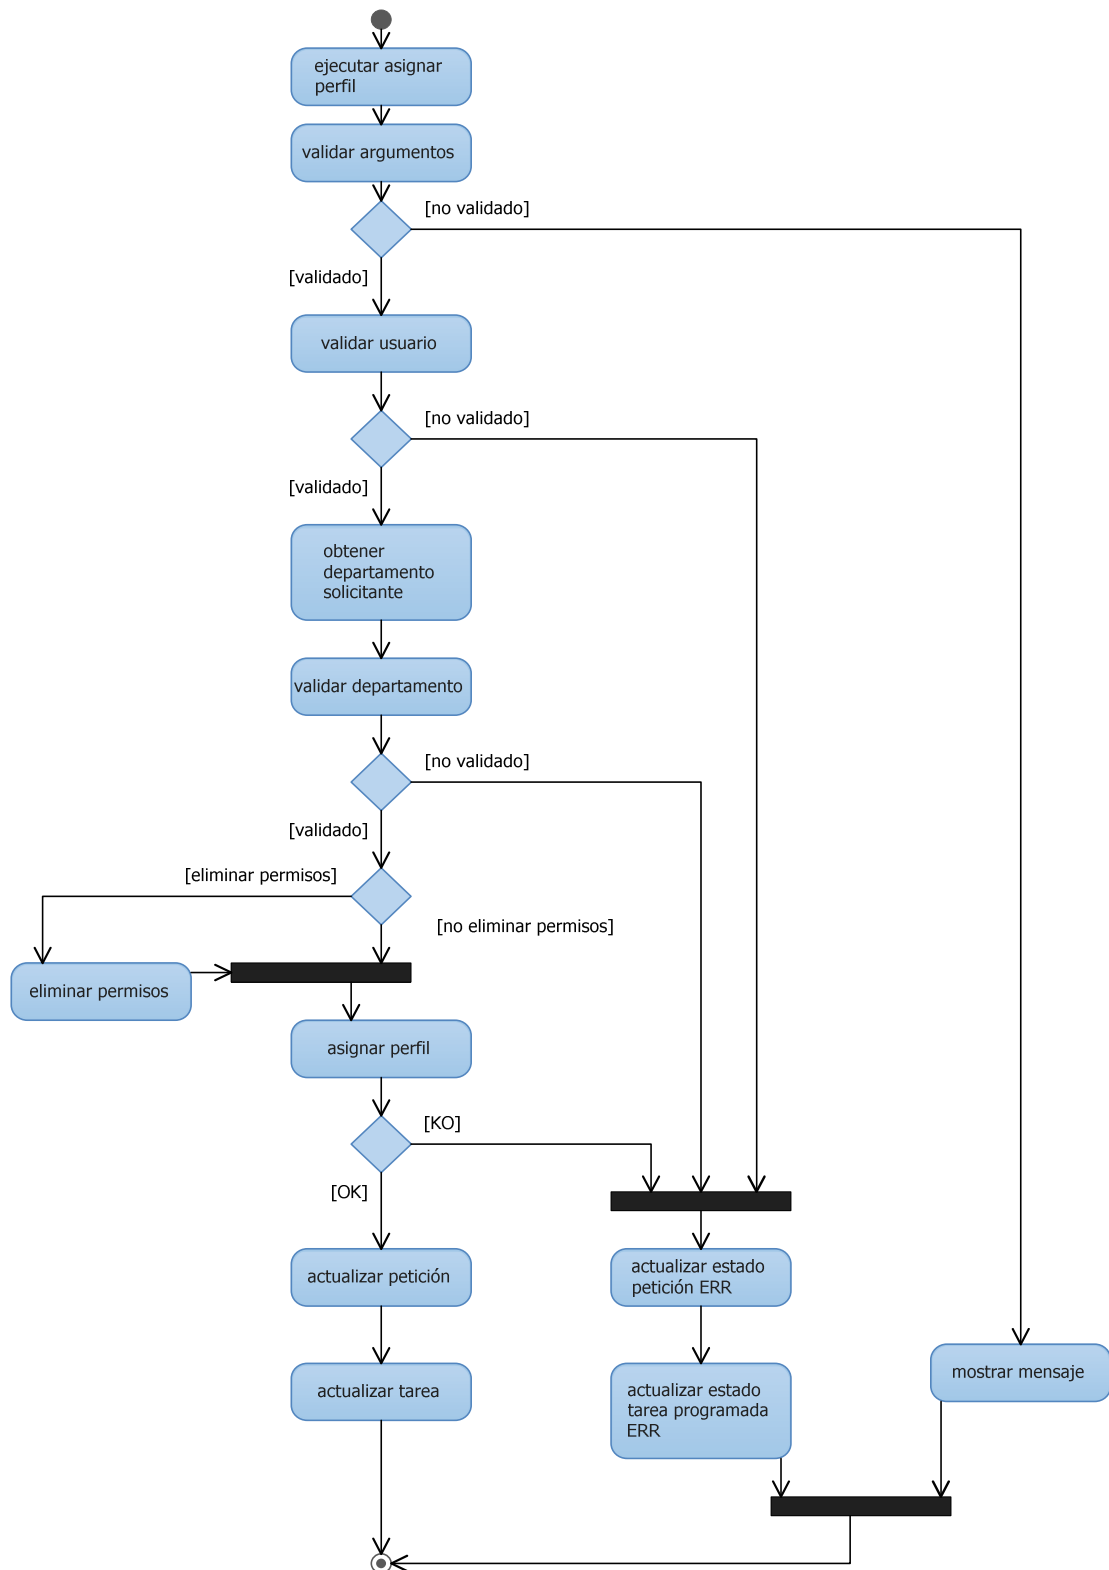 ejecutar asignar
perfil
validar argumentos
[no validado]
[validado]
validar usuario
[no validado]
[validado]
obtener
departamento
solicitante
validar departamento
[no validado]
[validado]
[eliminar permisos]
[no eliminar permisos]
eliminar permisos
asignar perfil
[KO]
[OK]
actualizar petición
actualizar estado
petición ERR
actualizar tarea
actualizar estado
tarea programada
ERR
mostrar mensaje